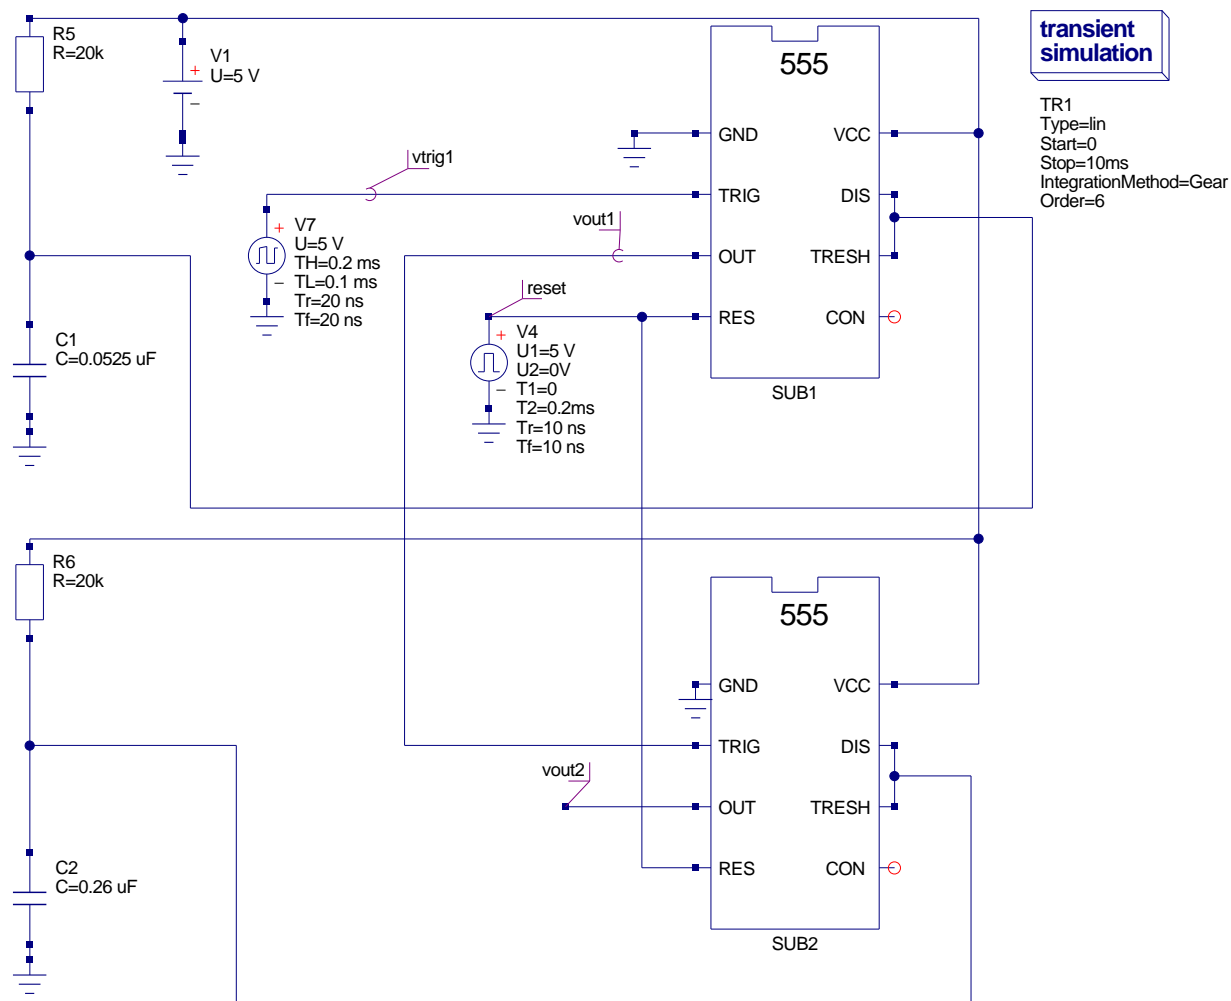 R5
R=20k
V1
U=5 V
555
transient
simulation
TR1
Type=lin
Start=0
Stop=10ms
IntegrationMethod=Gear
Order=6
GND
VCC
vtrig1
TRIG
DIS
V7
U=5 V
TH=0.2 ms
TL=0.1 ms
Tr=20 ns
Tf=20 ns
vout1
OUT
TRESH
reset
RES
CON
V4
U1=5 V
U2=0V
T1=0
T2=0.2ms
Tr=10 ns
Tf=10 ns
C1
C=0.0525 uF
SUB1
R6
R=20k
555
GND
VCC
TRIG
DIS
vout2
OUT
TRESH
RES
CON
C2
C=0.26 uF
SUB2